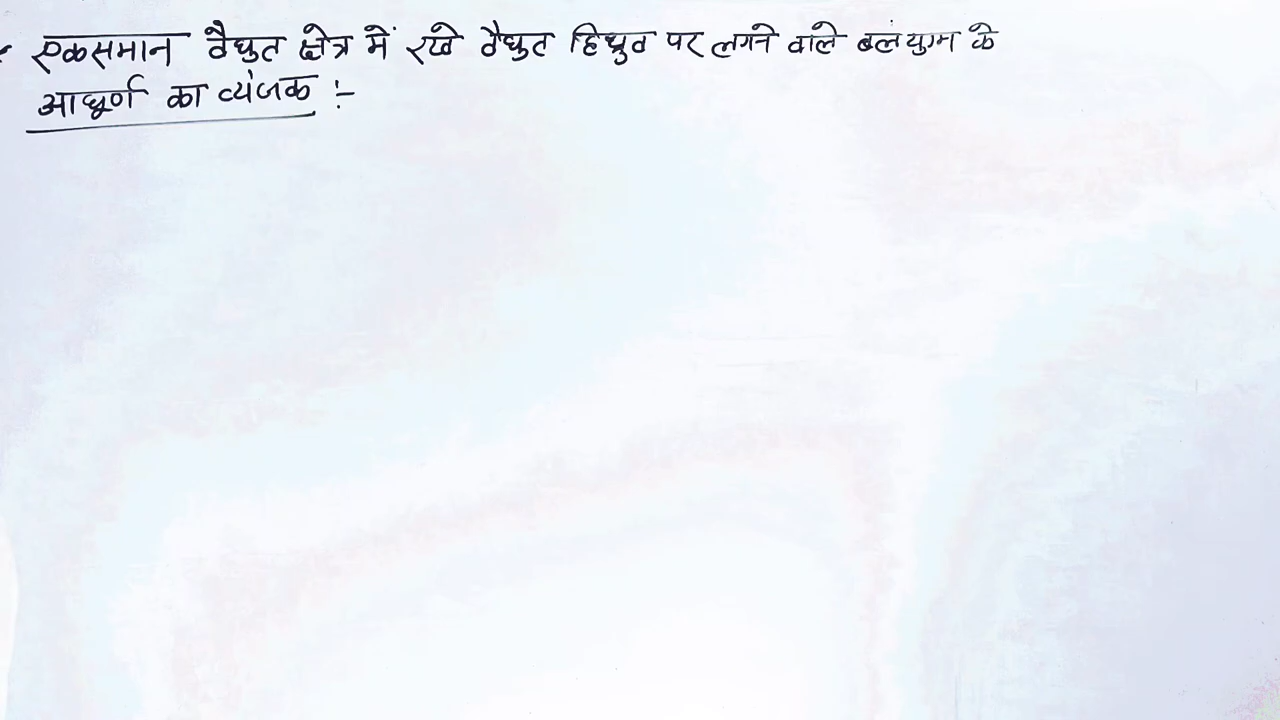 एकसमान वैद्युत क्षेत्र में रखे वैद्युत द्विध्रुव पर लगने वाले बलयुग्म के
आघूर्ण का व्यंजक :-